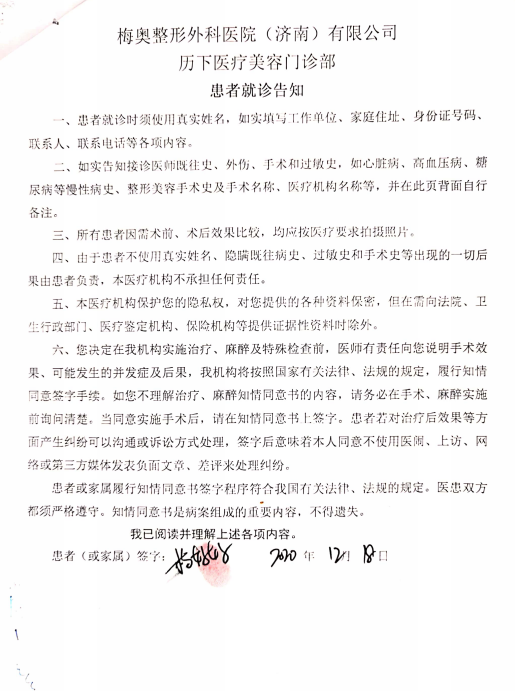 梅奥整形外科医院（济南）有限公司
历下医疗美容门诊部
患者就诊告知
一、患者就诊时须使用真实姓名，如实填写工作单位、家庭住址、身份证号码、
联系人、联系电话等各项内容。
二、如实告知接诊医师既往史、外伤、手术和过敏史，如心脏病、高血压病、糖
尿病等慢性病史、整形美容手术史及手术名称、医疗机构名称等，并在此页背面自行
备注。
三、所有患者因需术前、术后效果比较，均应按医疗要求拍摄照片。
四、由于患者不使用真实姓名、隐瞒既往病史、过敏史和手术史等出现的一切后
果由患者负责，本医疗机构不承担任何责任。
五、本医疗机构保护您的隐私权，对您提供的各种资料保密，但在需向法院、卫
生行政部门、医疗鉴定机构、保险机构等提供证据性资料时除外。
六、您决定在我机构实施治疗、麻醉及特殊检查前，医师有责任向您说明手术效
果、可能发生的并发症及后果，我机构将按照国家有关法律、法规的规定，履行知情
同意签字手续。如您不理解治疗、麻醉知情同意书的内容，请务必在手术、麻醉实施
前询问清楚。当同意实施手术后，请在知情同意书上签字。患者若对治疗后效果等方
面产生纠纷可以沟通或诉讼方式处理，签字后意味着本人同意不使用医闹、上访、网
络或第三方媒体发表负面文章、差评来处理纠纷。
患者或家属履行知情同意书签字程序符合我国有关法律、法规的规定。医患双方
都须严格遵守。知情同意书是病案组成的重要内容，不得遗失。
我已阅读并理解上述各项内容。
患者（或家属）签字： 2020 年 12月 18日